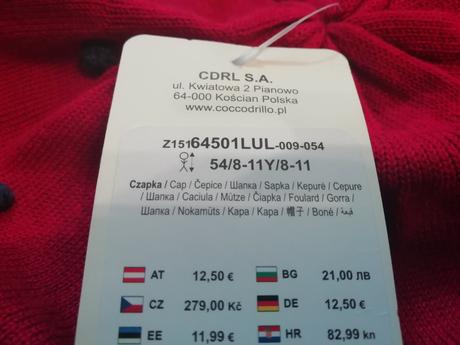 CDRL S.A.
ul. Kwiatowa 2 Pianowo
64-000 Kościan Polska
www.coccodrillo.pl
Z15164501LUL-009-054
54/8-11Y/8-11
Czapka / Cap / Čepice / Шапка / Sapka / Kepurė / Cepure
/ Шапка / Caciula / Mütze / Čiapka / Foulard / Gorra /
Шапка / Nokamüts / Kapa / Kapa / 帽子 / Boné / قبعة
AT 12,50 € BG 21,00 ЛВ
CZ 279,00 Kč DE 12,50 €
EE 11,99 € HR 82,99 kn